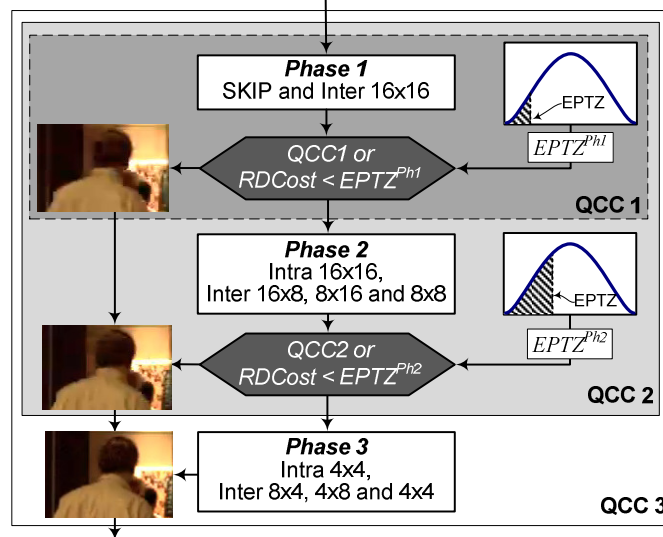 Phase 1
SKIP and Inter 16x16
EPTZ
EPTZ^Ph1
QCC1 or
RDCost < EPTZ^Ph1
QCC 1
Phase 2
Intra 16x16,
Inter 16x8, 8x16 and 8x8
EPTZ
EPTZ^Ph2
QCC2 or
RDCost < EPTZ^Ph2
QCC 2
Phase 3
Intra 4x4,
Inter 8x4, 4x8 and 4x4
QCC 3